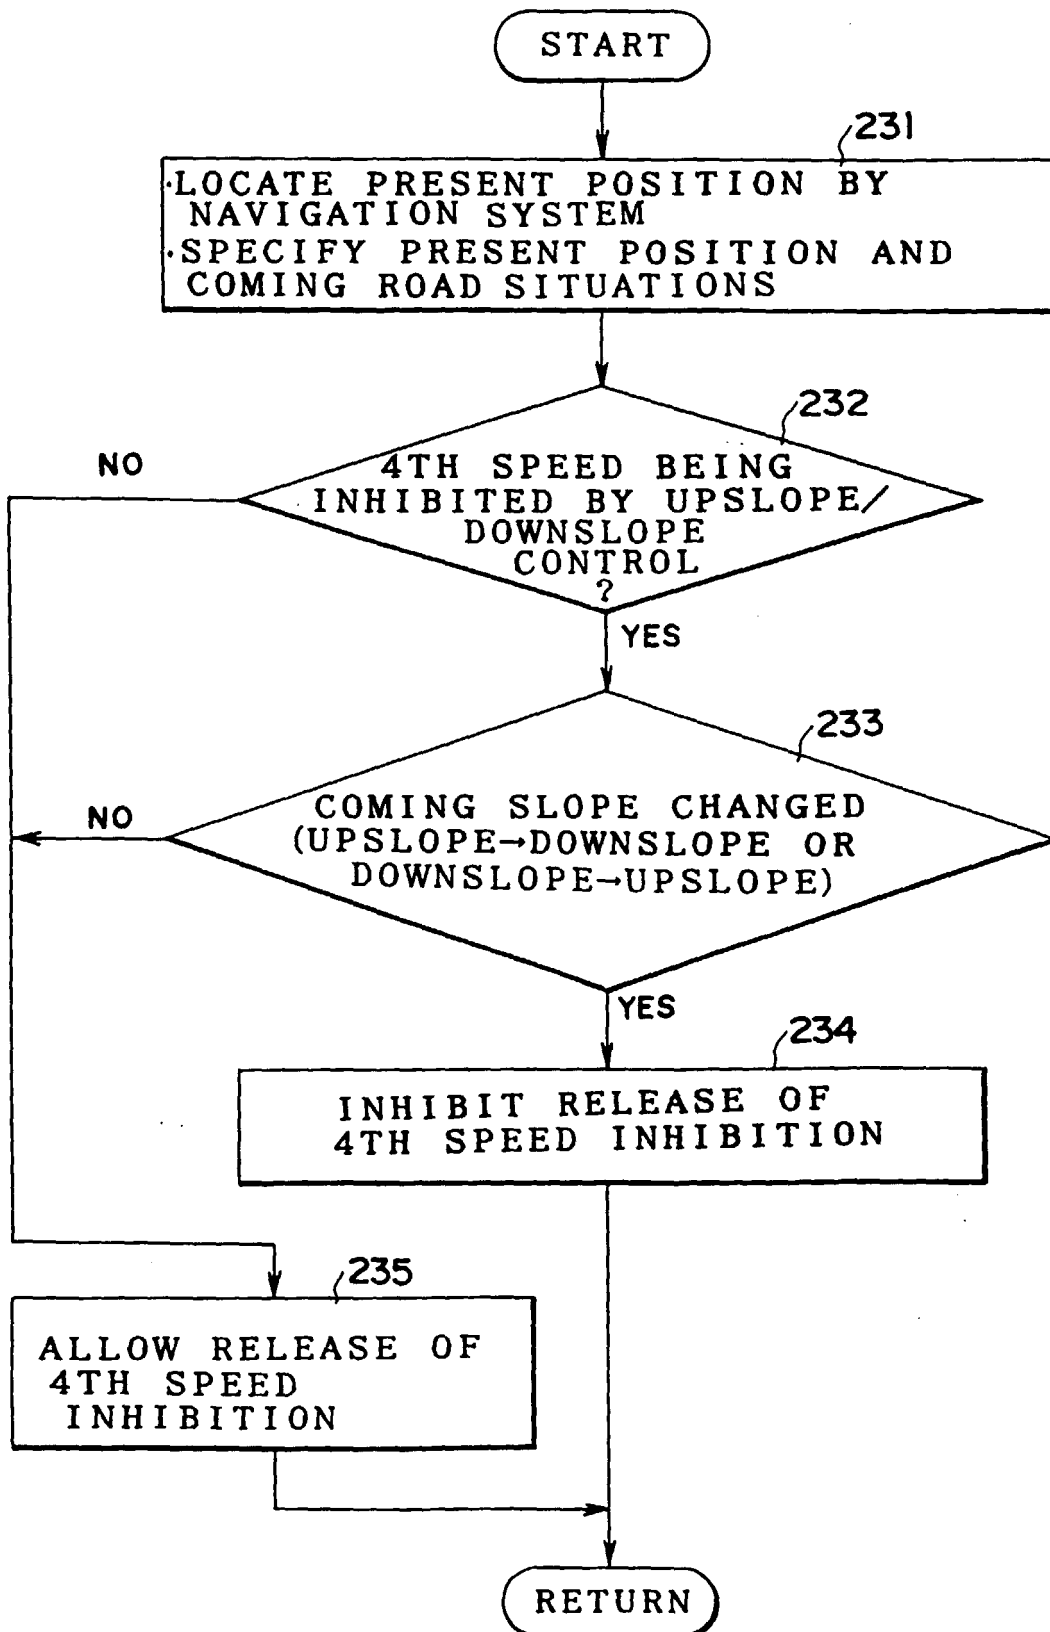 START
231
·LOCATE PRESENT POSITION BY
NAVIGATION SYSTEM
·SPECIFY PRESENT POSITION AND
COMING ROAD SITUATIONS
232
NO
4TH SPEED BEING
INHIBITED BY UPSLOPE/
DOWNSLOPE
CONTROL
?
YES
233
NO
COMING SLOPE CHANGED
(UPSLOPE→DOWNSLOPE OR
DOWNSLOPE→UPSLOPE)
YES
234
INHIBIT RELEASE OF
4TH SPEED INHIBITION
235
ALLOW RELEASE OF
4TH SPEED
INHIBITION
RETURN